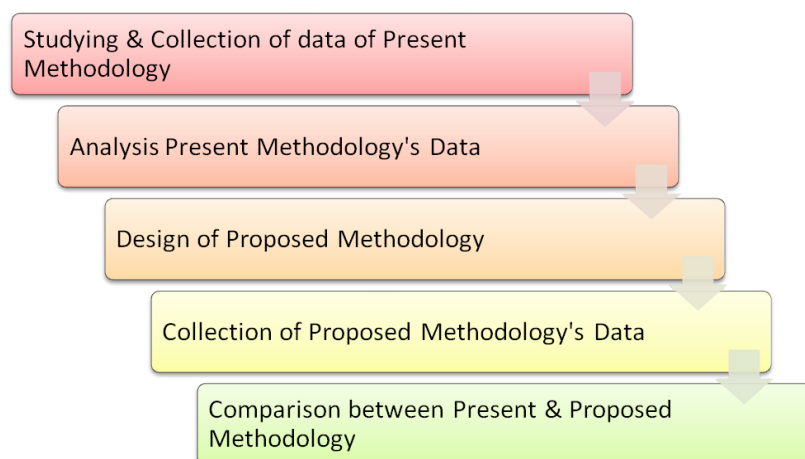 Studying & Collection of data of Present
Methodology
Analysis Present Methodology's Data
Design of Proposed Methodology
Collection of Proposed Methodology's Data
Comparison between Present & Proposed
Methodology